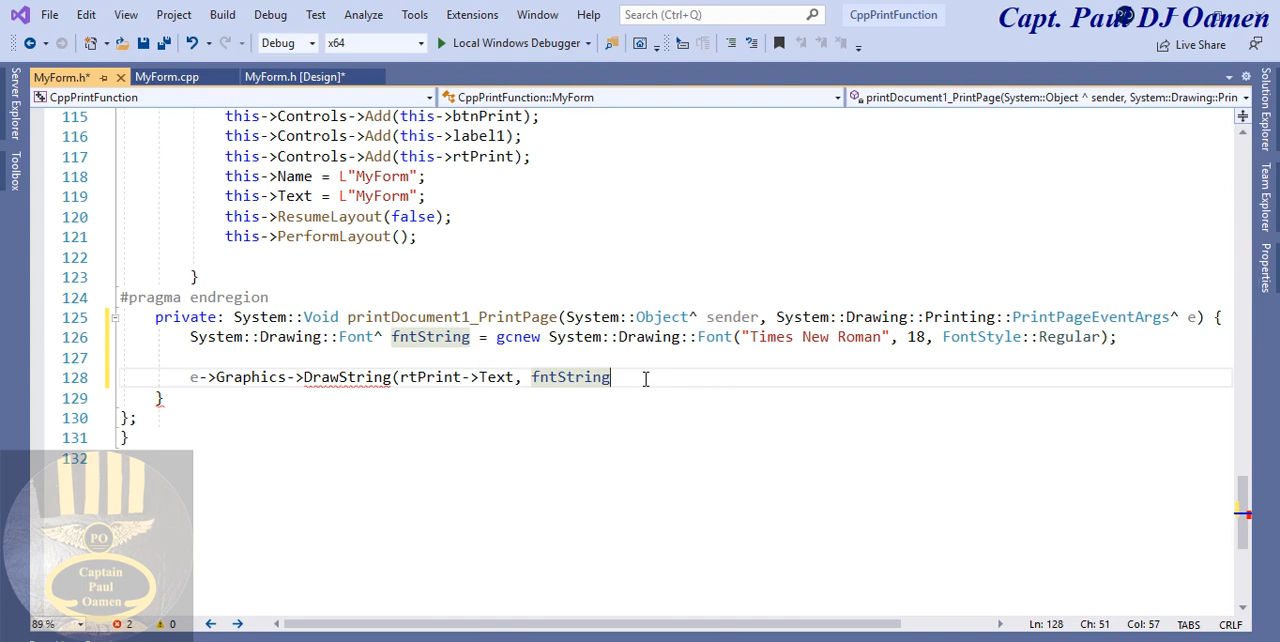 File Edit View Project Build Debug Test Analyze Tools Extensions Window Help Search (Ctrl+Q) CppPrintFunction
Capt. Paul DJ Oamen
Debug x64 Local Windows Debugger Live Share
MyForm.h* MyForm.cpp MyForm.h [Design]*
CppPrintFunction CppPrintFunction::MyForm printDocument1_PrintPage(System::Object ^ sender, System::Drawing::Prin
115 this->Controls->Add(this->btnPrint);
116 this->Controls->Add(this->label1);
117 this->Controls->Add(this->rtPrint);
118 this->Name = L"MyForm";
119 this->Text = L"MyForm";
120 this->ResumeLayout(false);
121 this->PerformLayout();
122
123 }
124 #pragma endregion
125 private: System::Void printDocument1_PrintPage(System::Object^ sender, System::Drawing::Printing::PrintPageEventArgs^ e) {
126 System::Drawing::Font^ fntString = gcnew System::Drawing::Font("Times New Roman", 18, FontStyle::Regular);
127
128 e->Graphics->DrawString(rtPrint->Text, fntString
129 }
130 };
131 }
132
Server Explorer
Toolbox
Solution Explorer
Team Explorer
Properties
PO
Captain
Paul
Oamen
89 % 2 0 Ln: 128 Ch: 51 Col: 57 TABS CRLF